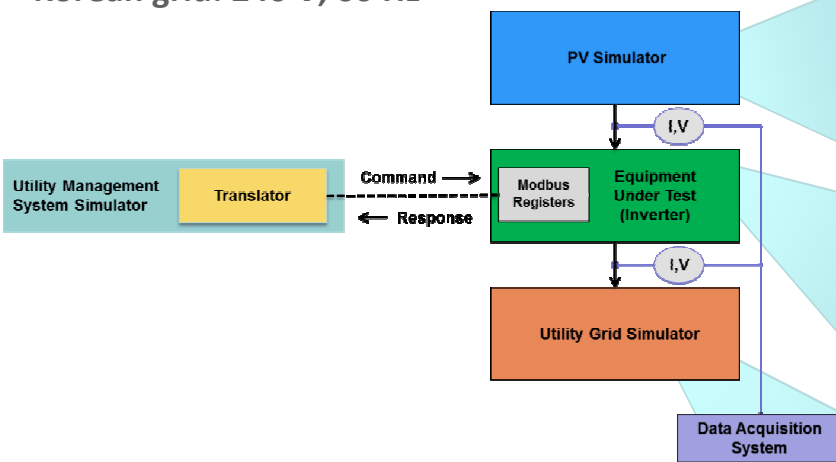 PV Simulator
I,V
Utility Management
System Simulator
Translator
Command
Response
Modbus
Registers
Equipment
Under Test
(Inverter)
I,V
Utility Grid Simulator
Data Acquisition
System